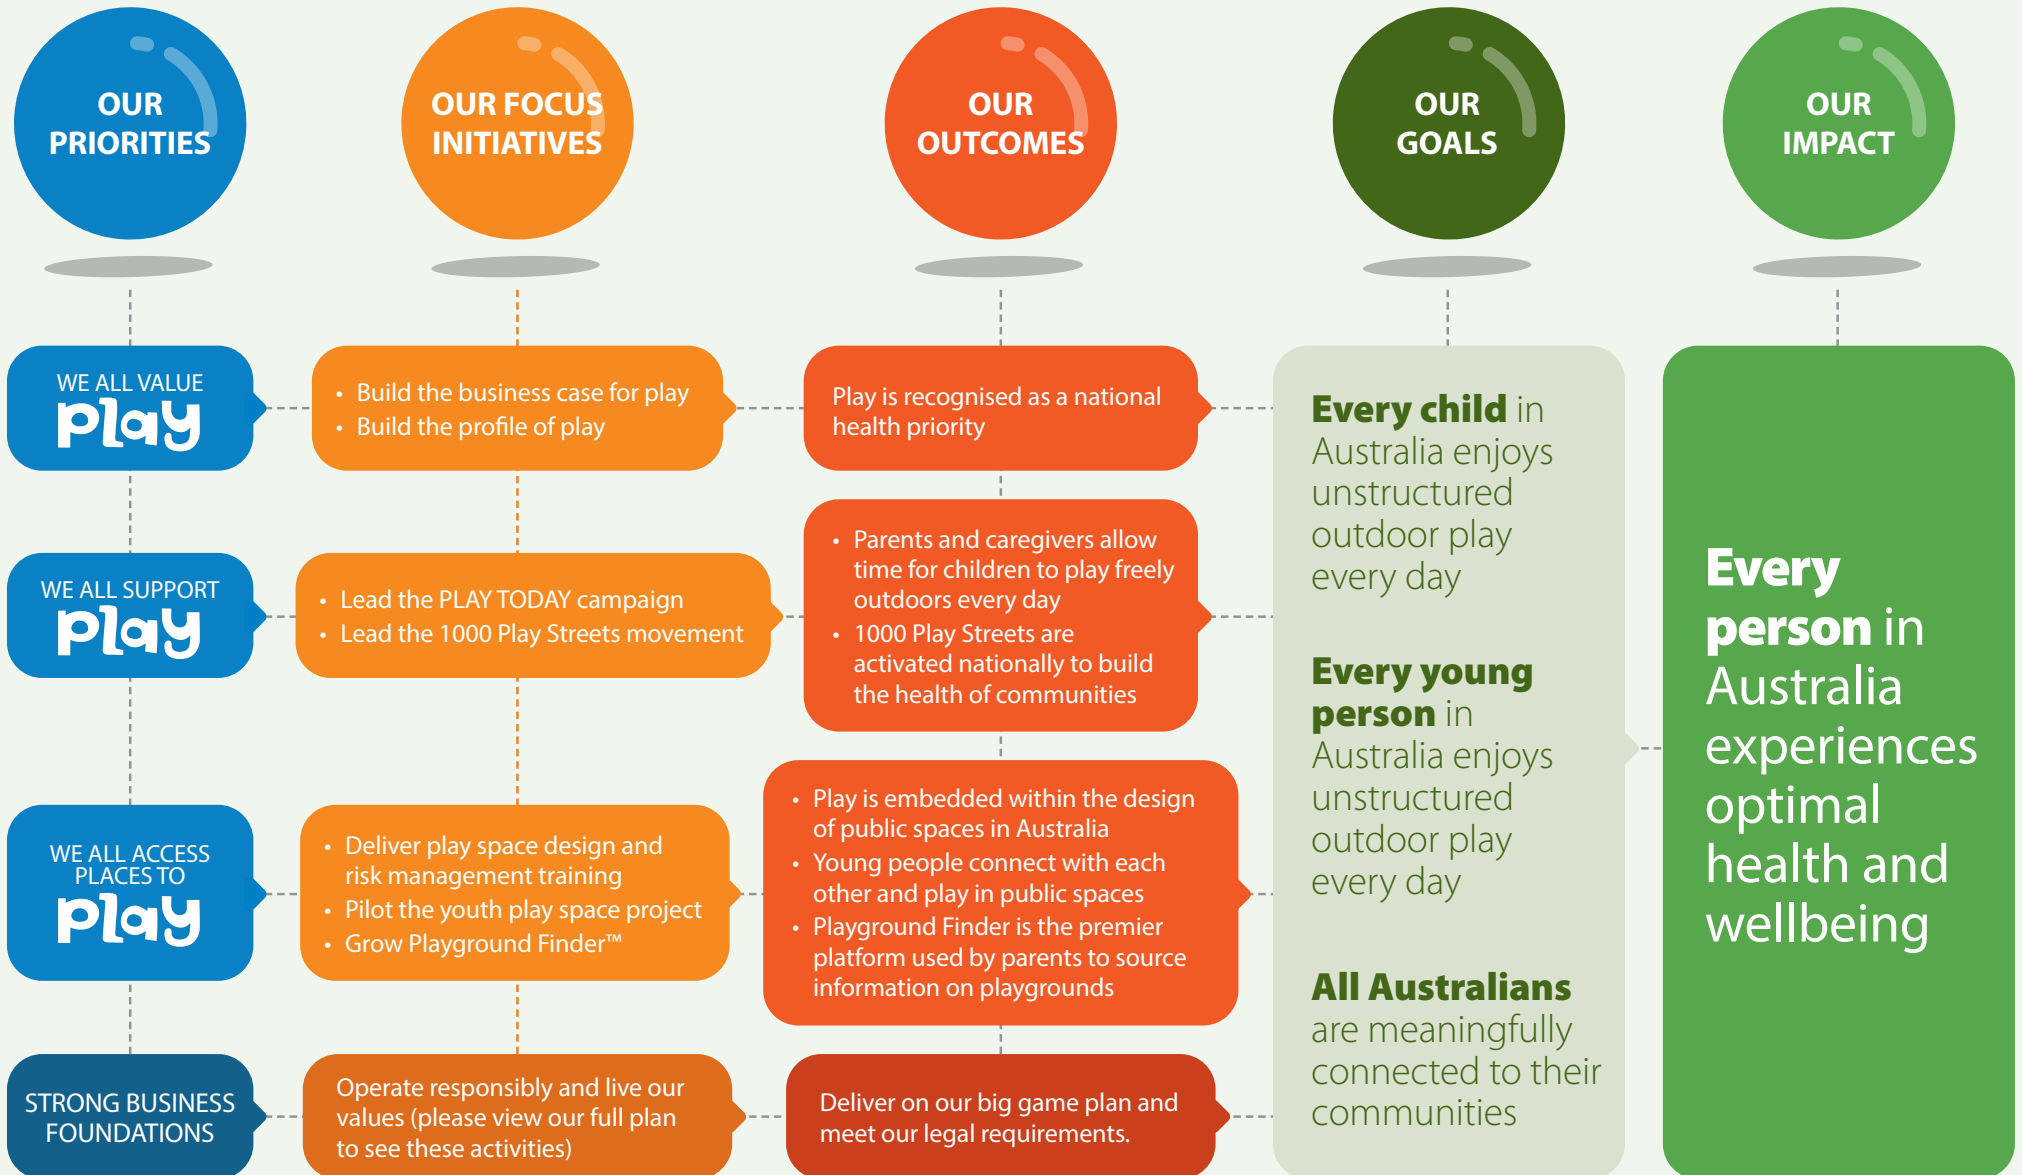 OUR
PRIORITIES
OUR FOCUS
INITIATIVES
OUR
OUTCOMES
OUR
GOALS
OUR
IMPACT
WE ALL VALUE
play
• Build the business case for play
• Build the profile of play
Play is recognised as a national
health priority
WE ALL SUPPORT
play
• Lead the PLAY TODAY campaign
• Lead the 1000 Play Streets movement
• Parents and caregivers allow
time for children to play freely
outdoors every day
• 1000 Play Streets are
activated nationally to build
the health of communities
WE ALL ACCESS
PLACES TO
play
• Deliver play space design and
risk management training
• Pilot the youth play space project
• Grow Playground Finder™
• Play is embedded within the design
of public spaces in Australia
• Young people connect with each
other and play in public spaces
• Playground Finder is the premier
platform used by parents to source
information on playgrounds
STRONG BUSINESS
FOUNDATIONS
Operate responsibly and live our
values (please view our full plan
to see these activities)
Deliver on our big game plan and
meet our legal requirements.
Every child in
Australia enjoys
unstructured
outdoor play
every day
Every young
person in
Australia enjoys
unstructured
outdoor play
every day
All Australians
are meaningfully
connected to their
communities
Every
person in
Australia
experiences
optimal
health and
wellbeing